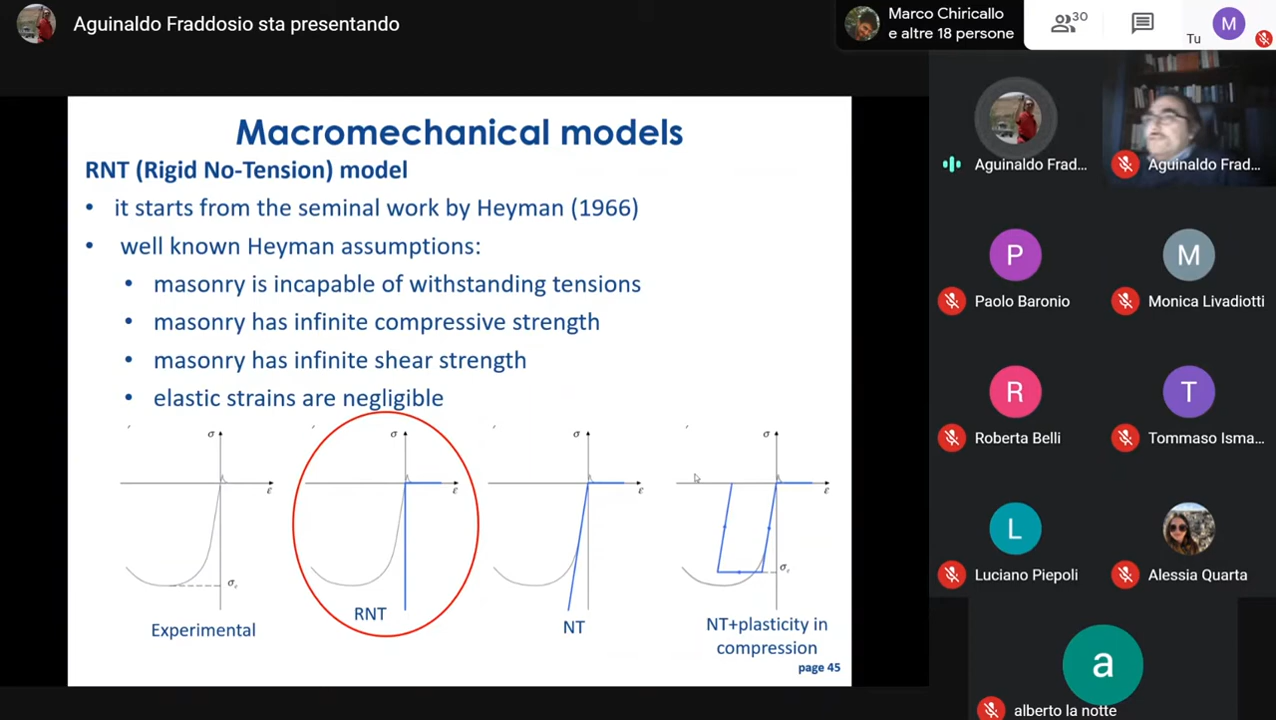 Aguinaldo Fraddosio sta presentando
Marco Chiricallo
e altre 18 persone
30
Tu
M
Macromechanical models
RNT (Rigid No-Tension) model
• it starts from the seminal work by Heyman (1966)
• well known Heyman assumptions:
• masonry is incapable of withstanding tensions
• masonry has infinite compressive strength
• masonry has infinite shear strength
• elastic strains are negligible
σ
ε
σc
Experimental
σ
ε
RNT
σ
ε
NT
σ
ε
σc
NT+plasticity in
compression
page 45
Aguinaldo Frad...
Aguinaldo Frad...
P
Paolo Baronio
M
Monica Livadiotti
R
Roberta Belli
T
Tommaso Isma...
L
Luciano Piepoli
Alessia Quarta
a
alberto la notte